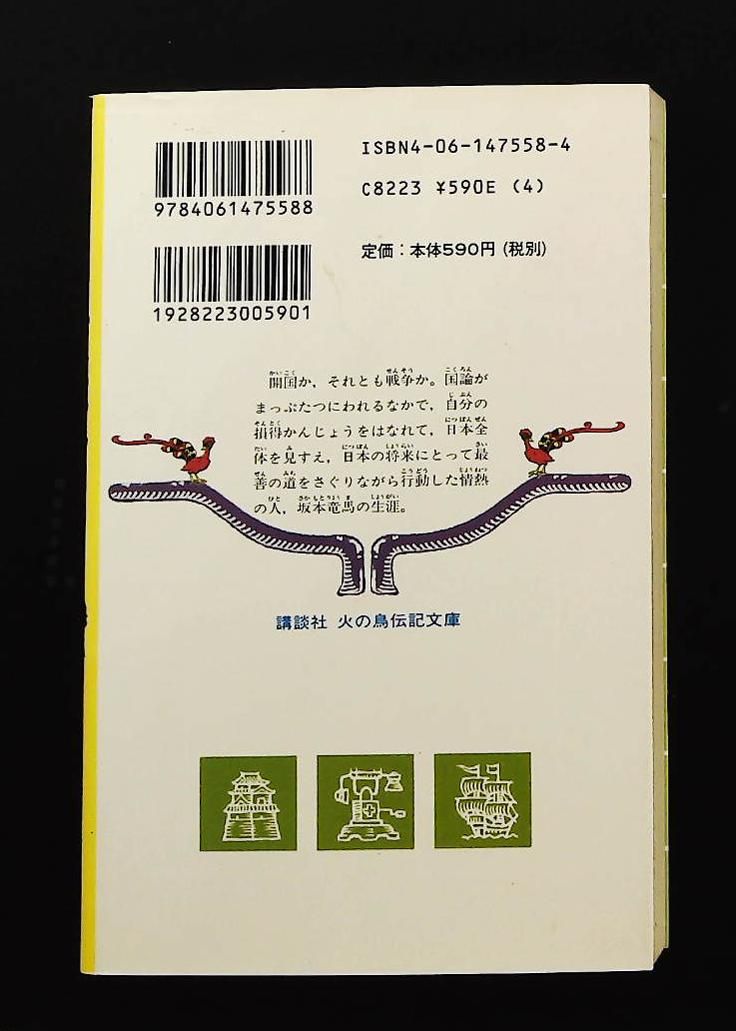 ISBN4-06-147558-4
9784061475588
C8223 ¥590E (4)
定価：本体590円（税別）
1928223005901
開国か，それとも戦争か。国論が
まっぷたつにわれるなかで，自分の
損得かんじょうをはなれて，日本全
体を見すえ，日本の将来にとって最
善の道をさぐりながら行動した情熱
の人，坂本竜馬の生涯。
講談社 火の鳥伝記文庫